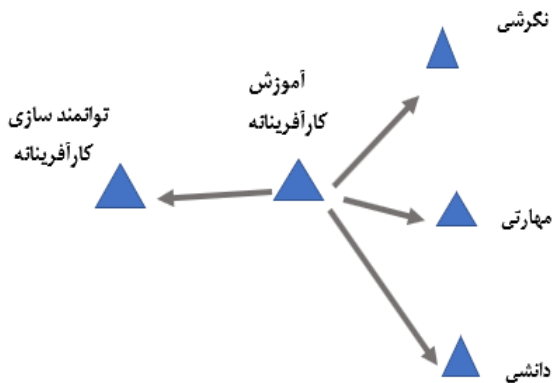 نگرشی
آموزش
کارآفرینانه
توانمند سازی
کارآفرینانه
مهارتی
دانشی